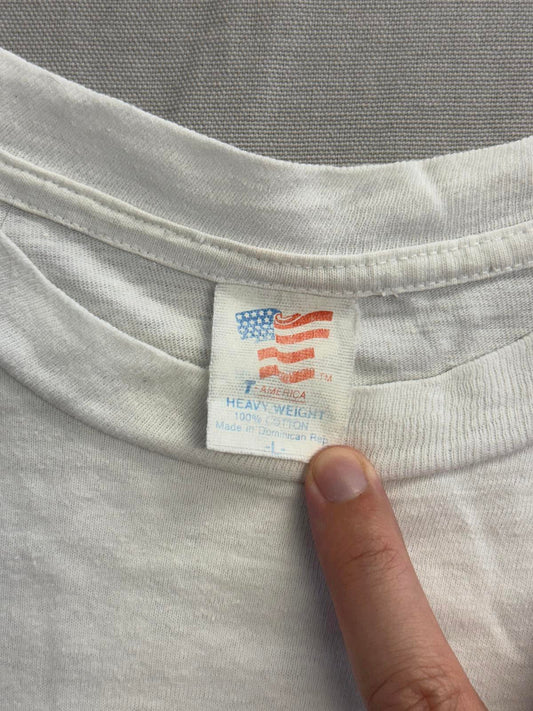 TM
T-AMERICA
HEAVY WEIGHT
100% COTTON
Made in Dominican Rep
-L-